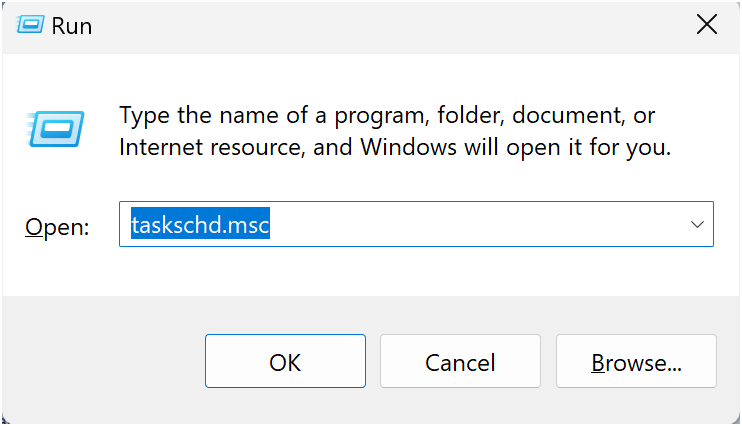 Run
Type the name of a program, folder, document, or
Internet resource, and Windows will open it for you.
Open: taskschd.msc
OK Cancel Browse...